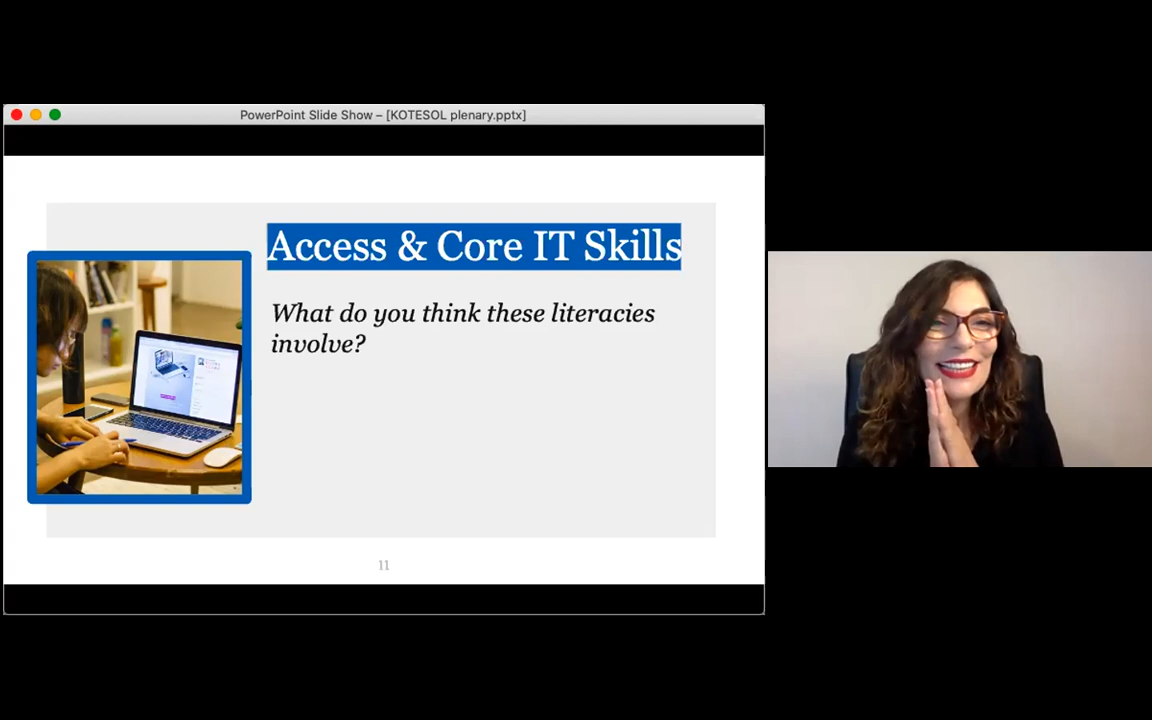 PowerPoint Slide Show – [KOTESOL plenary.pptx]
Access & Core IT Skills
What do you think these literacies
involve?
11